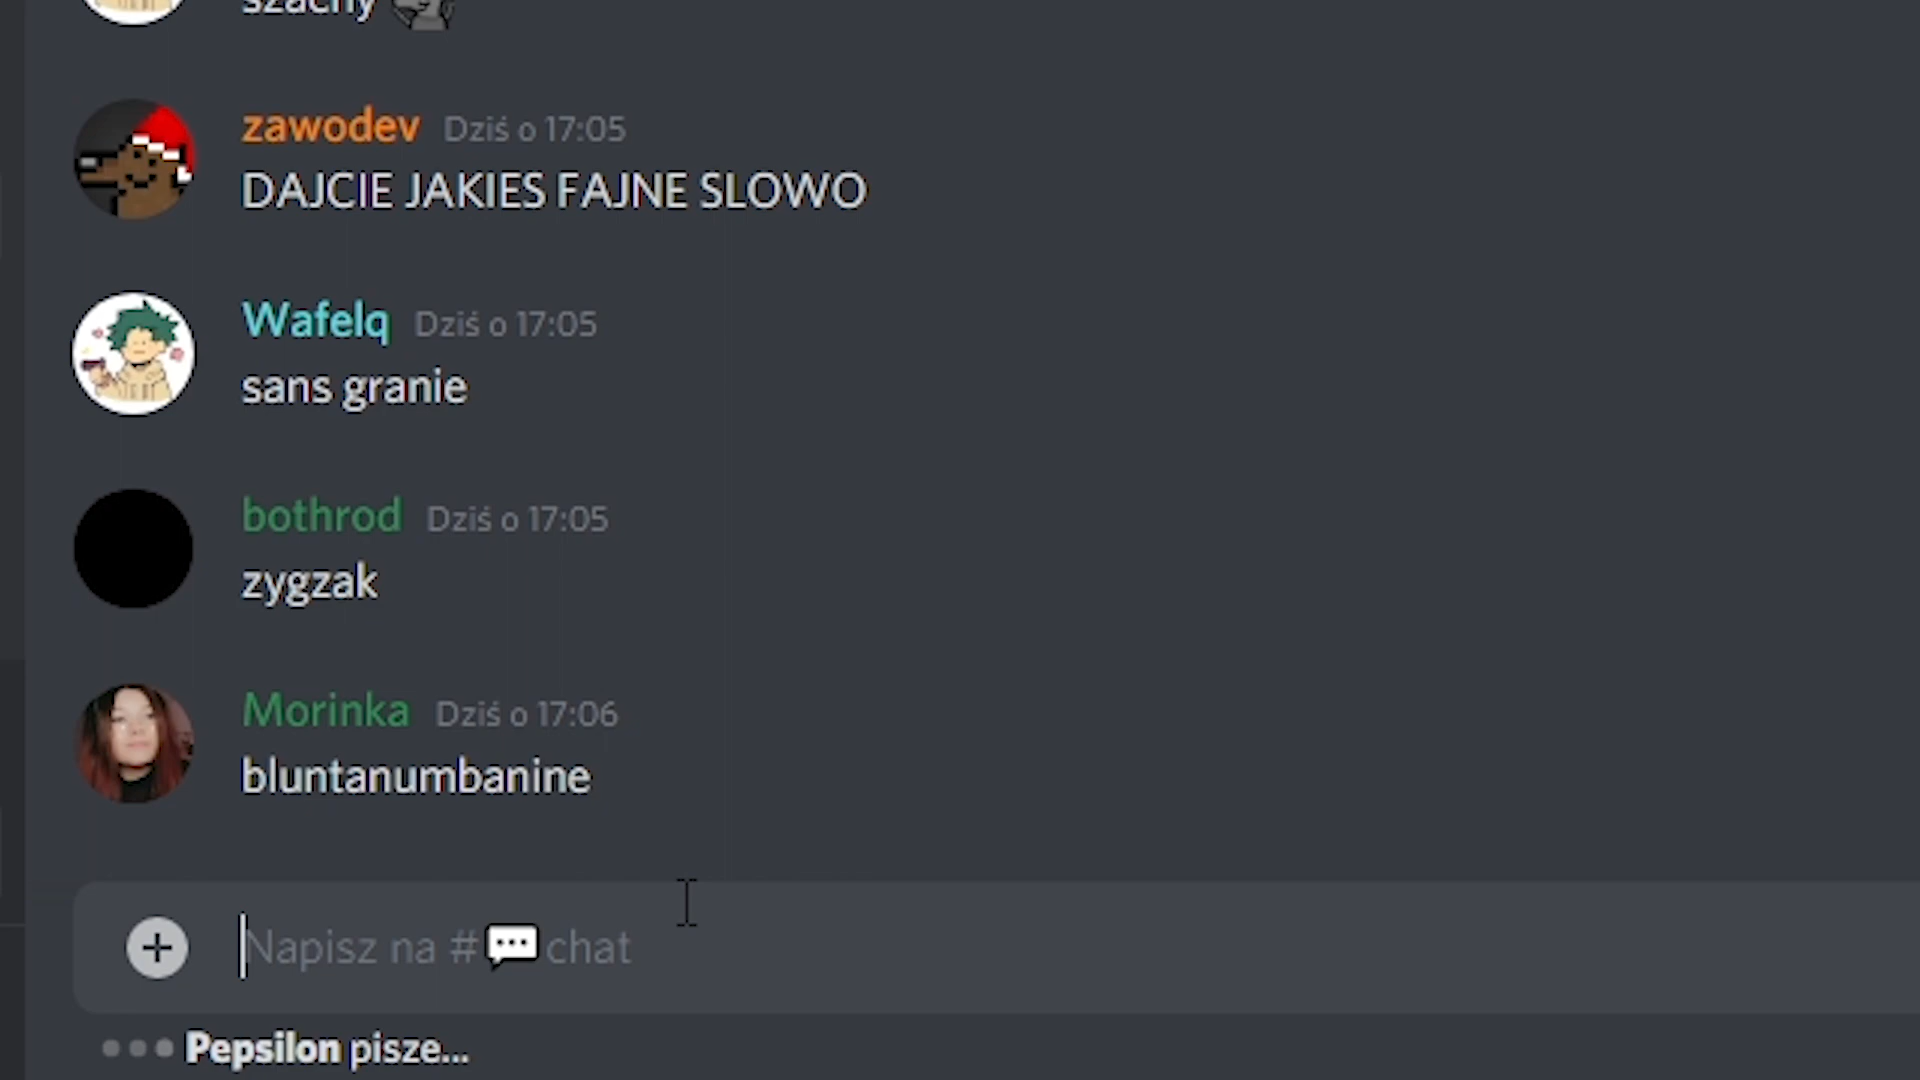 szachy
zawodev Dziś o 17:05
DAJCIE JAKIES FAJNE SLOWO
Wafelq Dziś o 17:05
sans granie
bothrod Dziś o 17:05
zygzak
Morinka Dziś o 17:06
bluntanumbanine
Napisz na #💬chat
Pepsilon pisze...